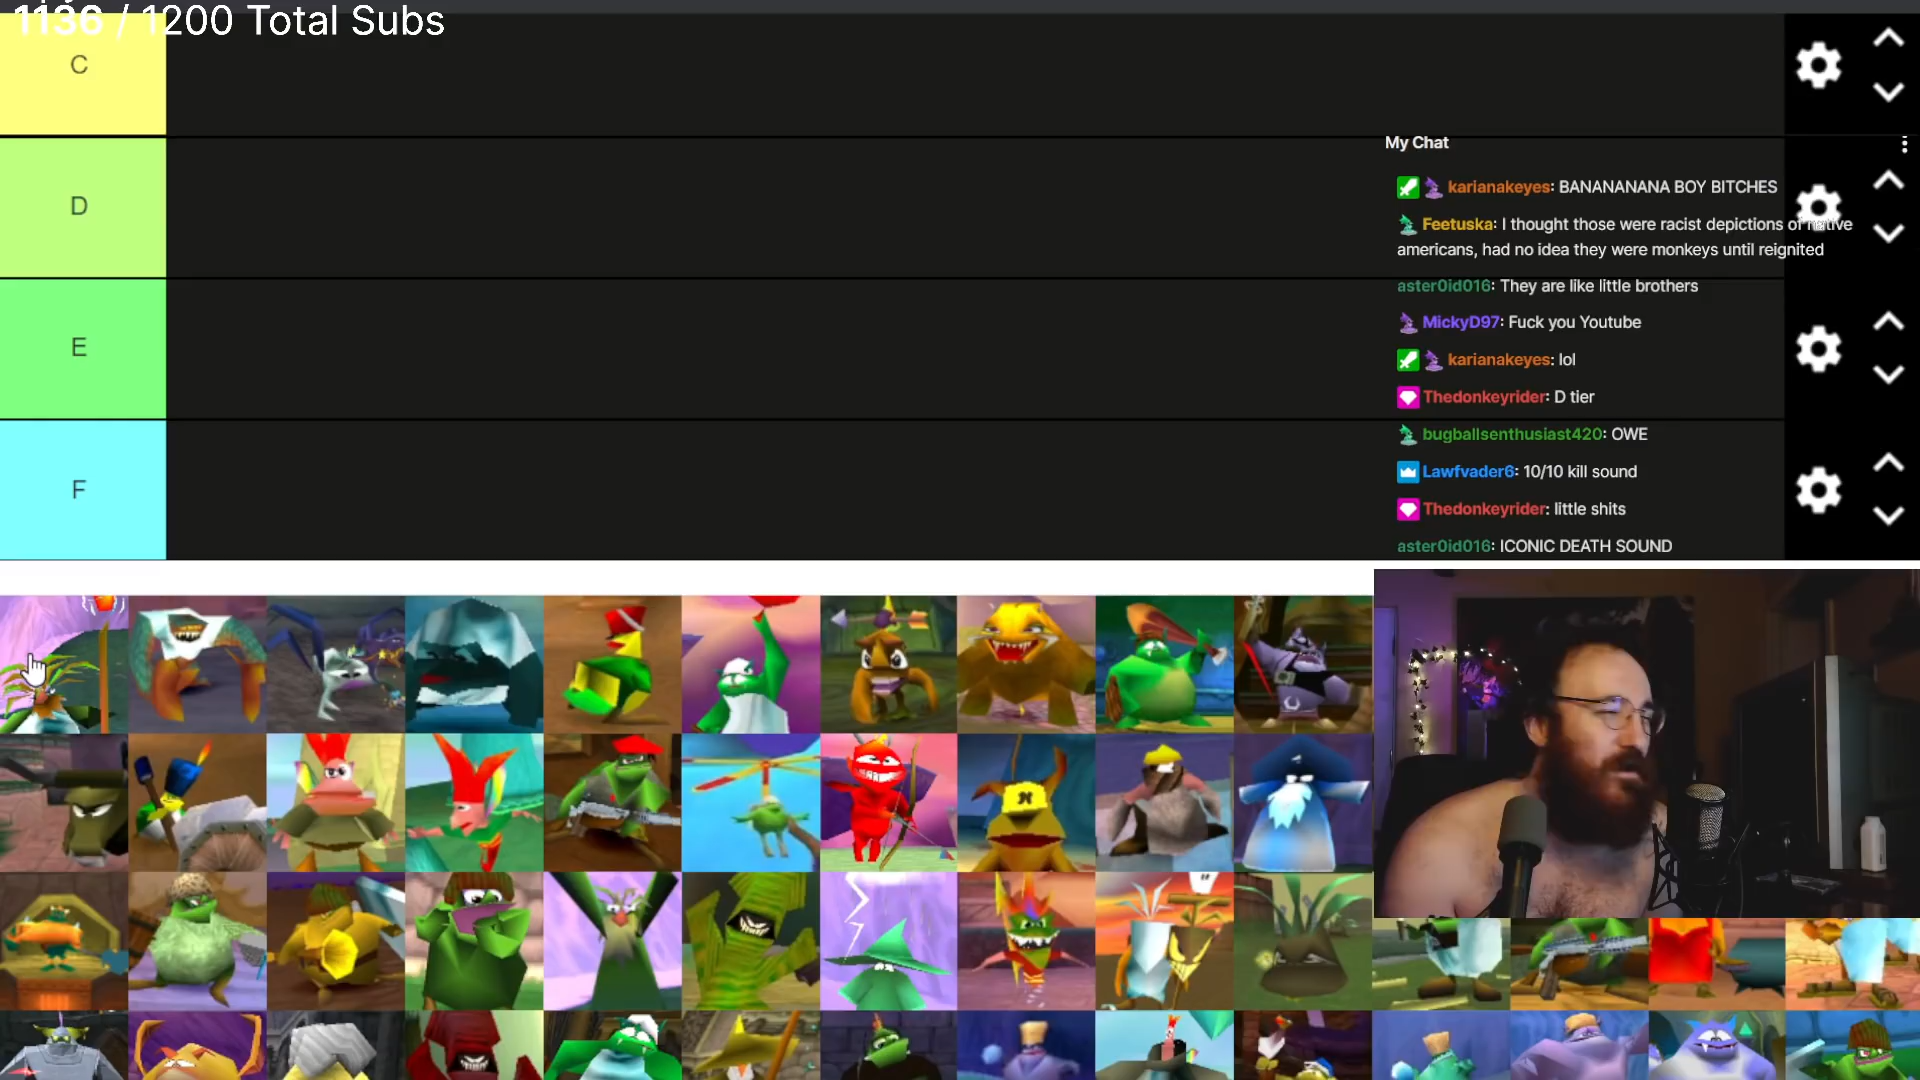 1136 / 1200 Total Subs
C
D
E
F
My Chat
karianakeyes: BANANANANA BOY BITCHES
Feetuska: I thought those were racist depictions of native
americans, had no idea they were monkeys until reignited
aster0id016: They are like little brothers
MickyD97: Fuck you Youtube
karianakeyes: lol
Thedonkeyrider: D tier
bugballsenthusiast420: OWE
Lawfvader6: 10/10 kill sound
Thedonkeyrider: little shits
aster0id016: ICONIC DEATH SOUND